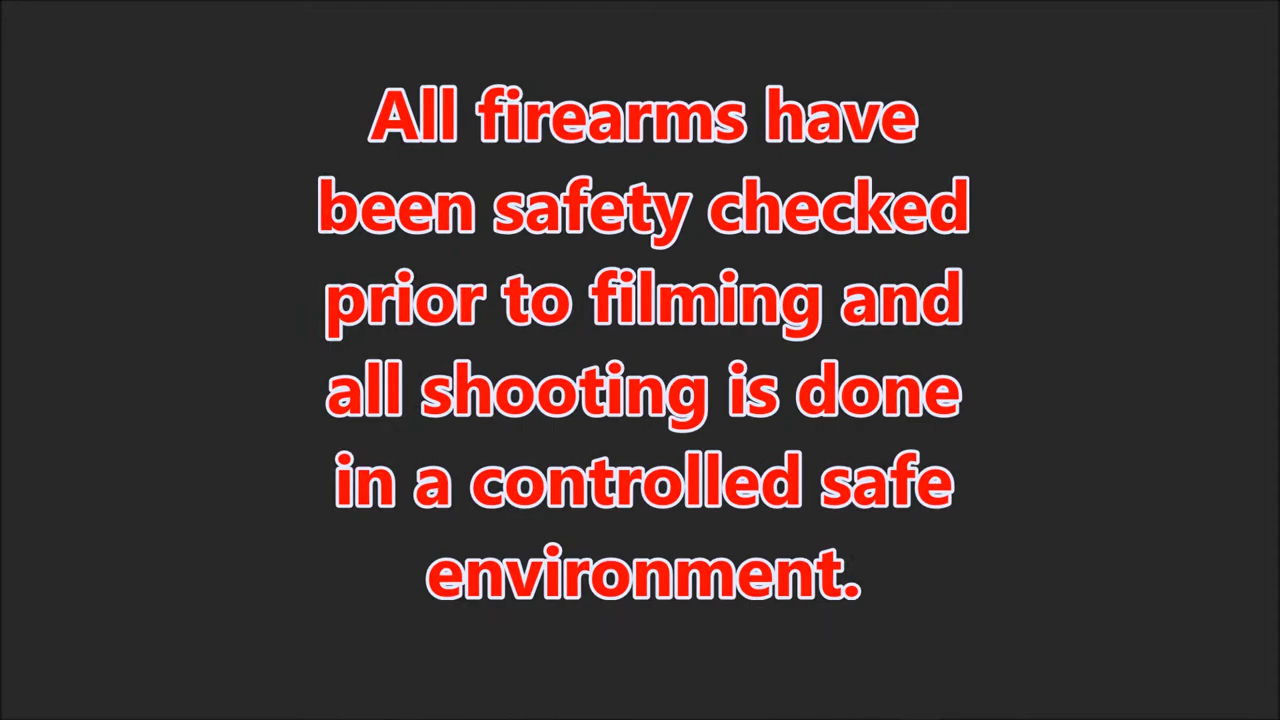 All firearms have
been safety checked
prior to filming and
all shooting is done
in a controlled safe
environment.